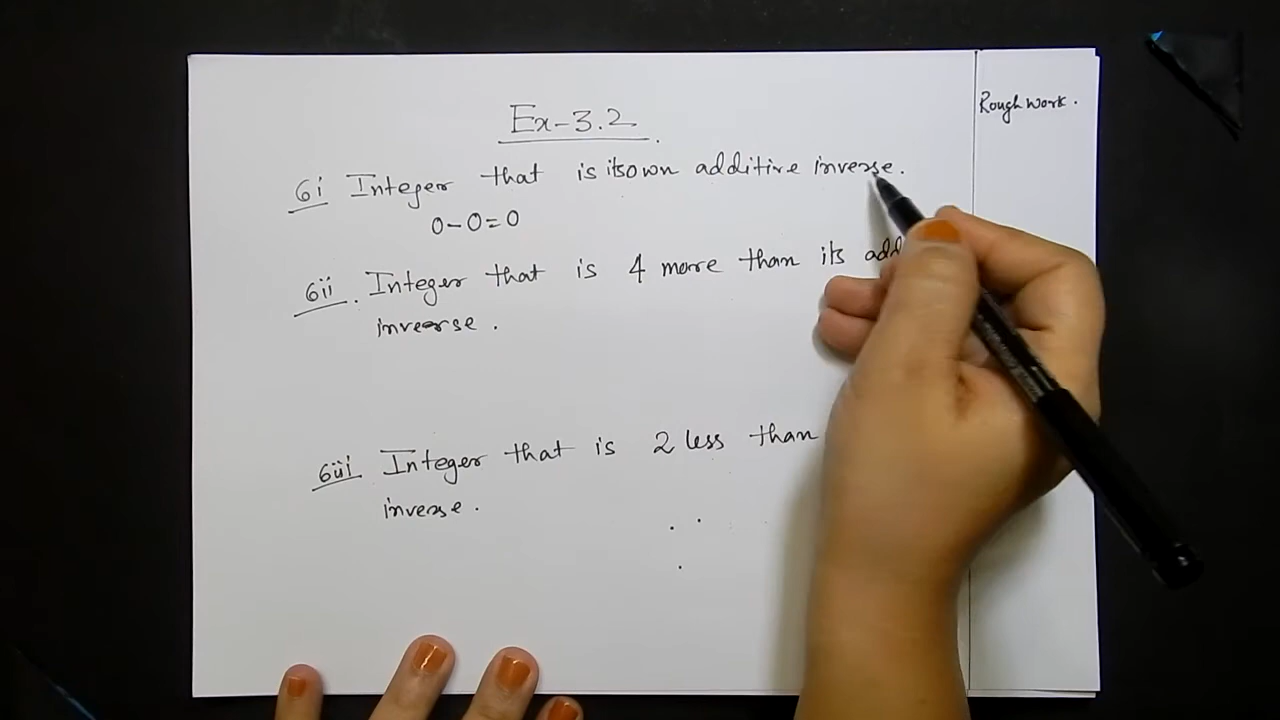 Ex-3.2
Rough work.
6i Integer that is its own additive inverse.
0-0=0
6ii. Integer that is 4 more than its add
inverse.
6iii Integer that is 2 less than
inverse.